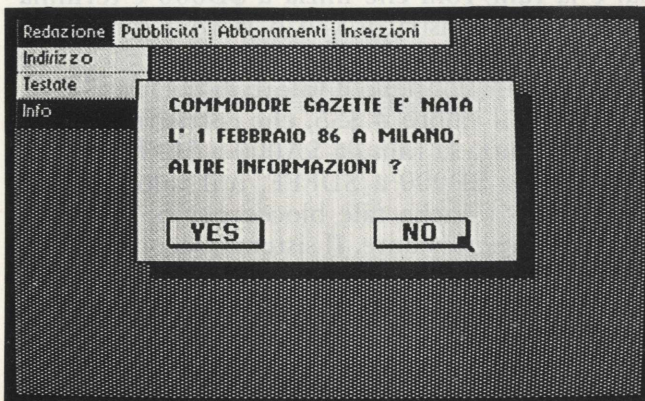 Redazione Pubblicita' Abbonamenti Inserzioni
Indirizzo
Testate
Info
COMMODORE GAZETTE E' NATA
L' 1 FEBBRAIO 86 A MILANO.
ALTRE INFORMAZIONI ?
YES NO